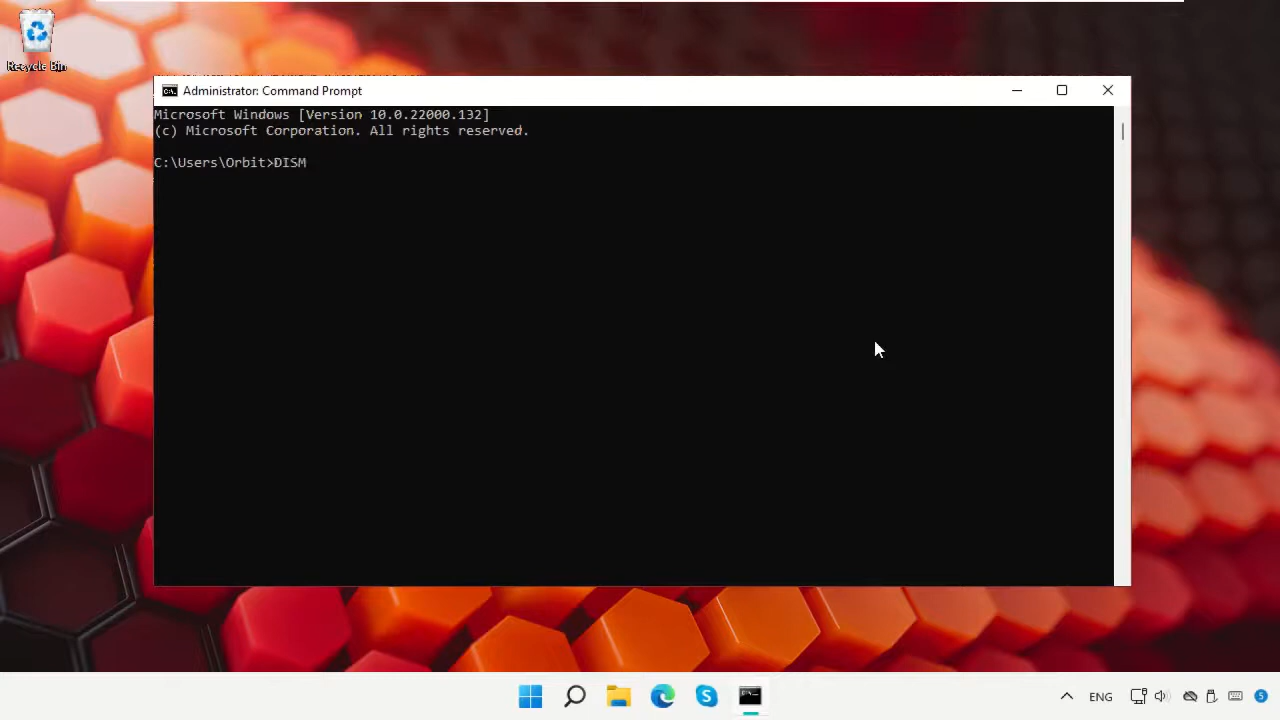 Recycle Bin
Administrator: Command Prompt
Microsoft Windows [Version 10.0.22000.132]
(c) Microsoft Corporation. All rights reserved.
C:\Users\Orbit>DISM
ENG
5